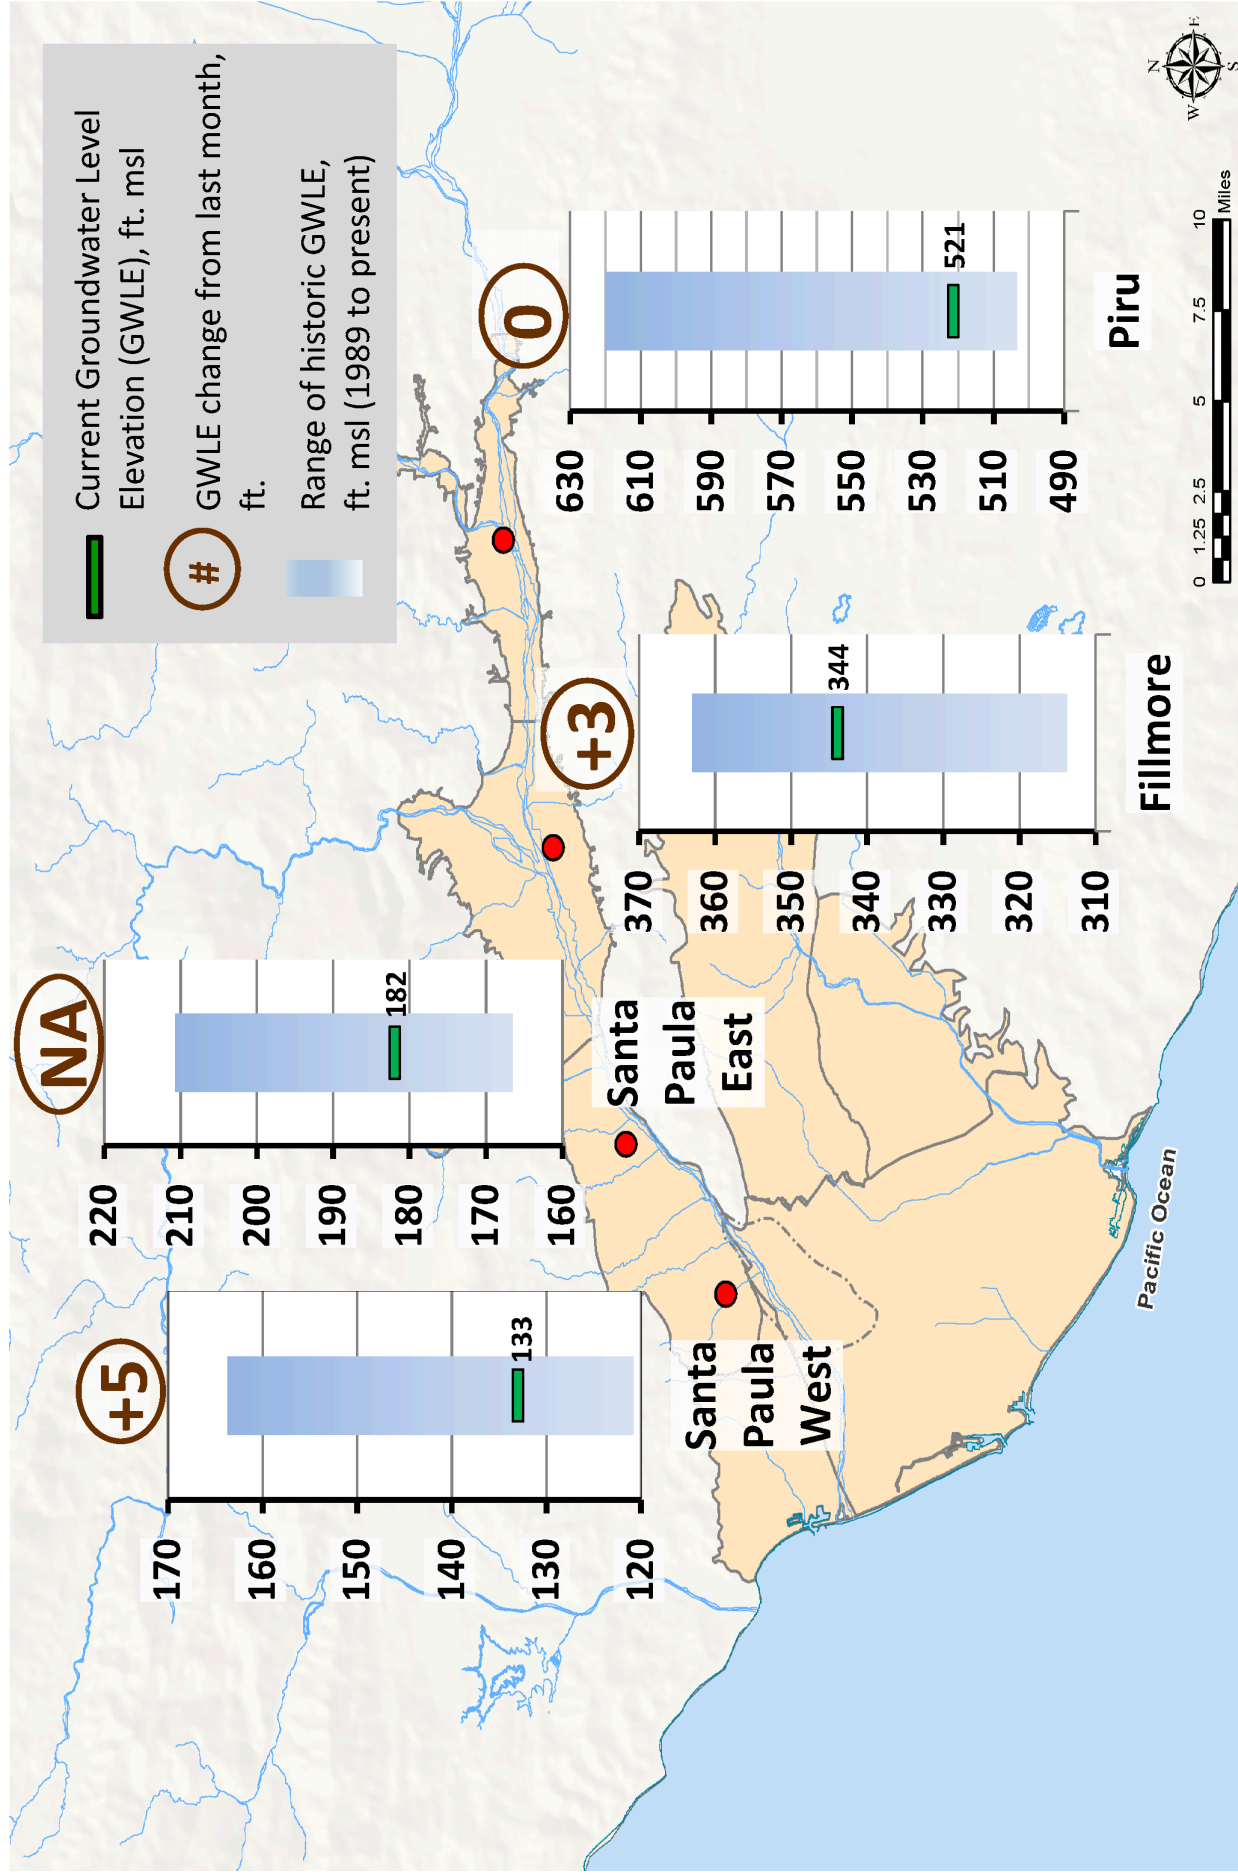 Current Groundwater Level
Elevation (GWLE), ft. msl
#
GWLE change from last month,
ft.
Range of historic GWLE,
ft. msl (1989 to present)
+5
170
160
150
140
130
120
133
Santa
Paula
West
NA
220
210
200
190
180
170
160
182
Santa
Paula
East
+3
370
360
350
340
330
320
310
344
Fillmore
0
630
610
590
570
550
530
510
490
521
Piru
Pacific Ocean
0 1.25 2.5 5 7.5 10
Miles
N
W E
S